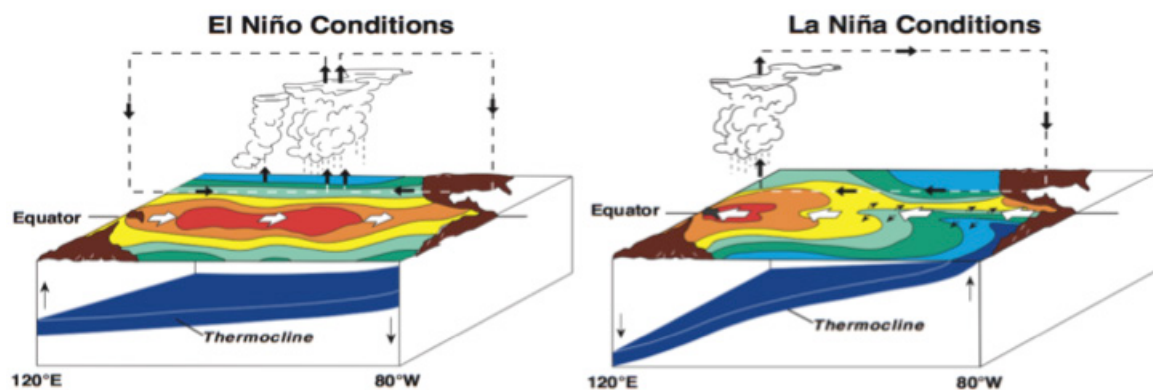 El Niño Conditions
Equator
Thermocline
120°E
80°W
La Niña Conditions
Equator
Thermocline
120°E
80°W